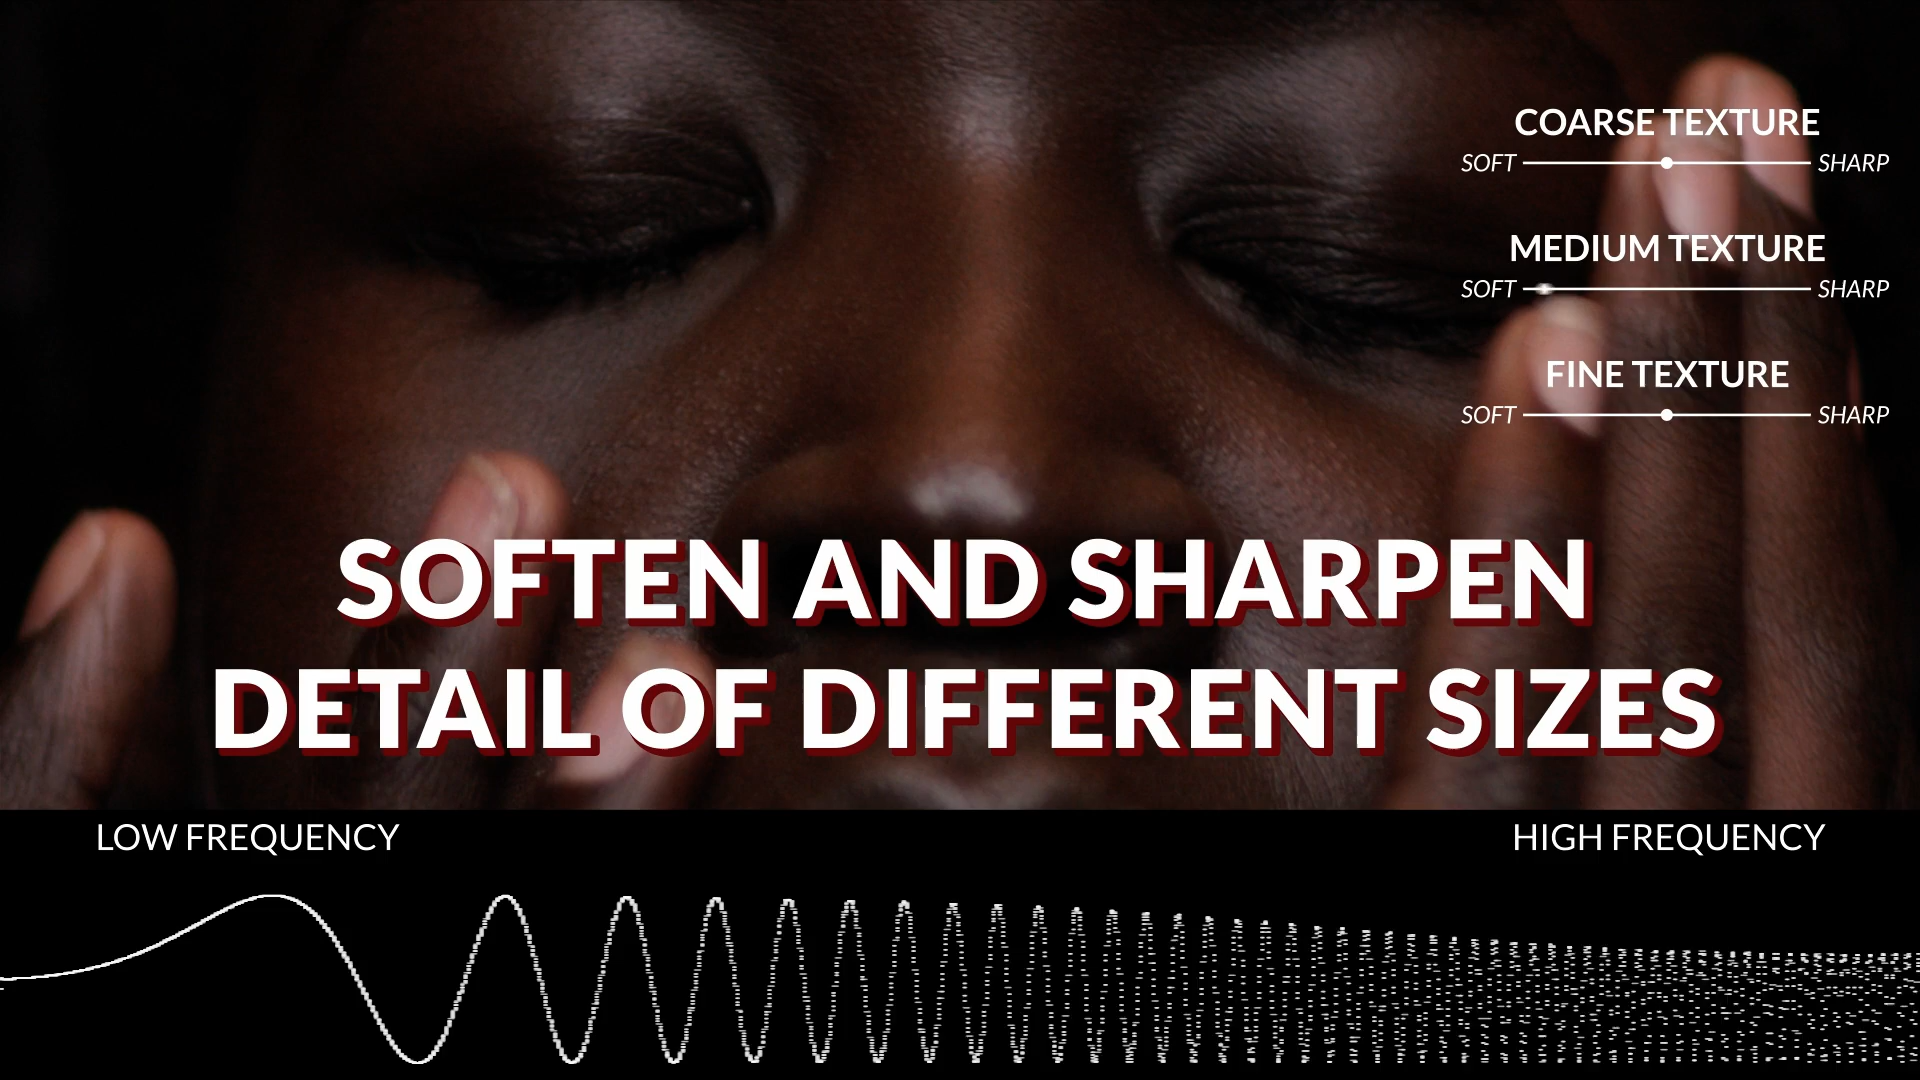 COARSE TEXTURE
SOFT SHARP
MEDIUM TEXTURE
SOFT SHARP
FINE TEXTURE
SOFT SHARP
SOFTEN AND SHARPEN
DETAIL OF DIFFERENT SIZES
LOW FREQUENCY HIGH FREQUENCY